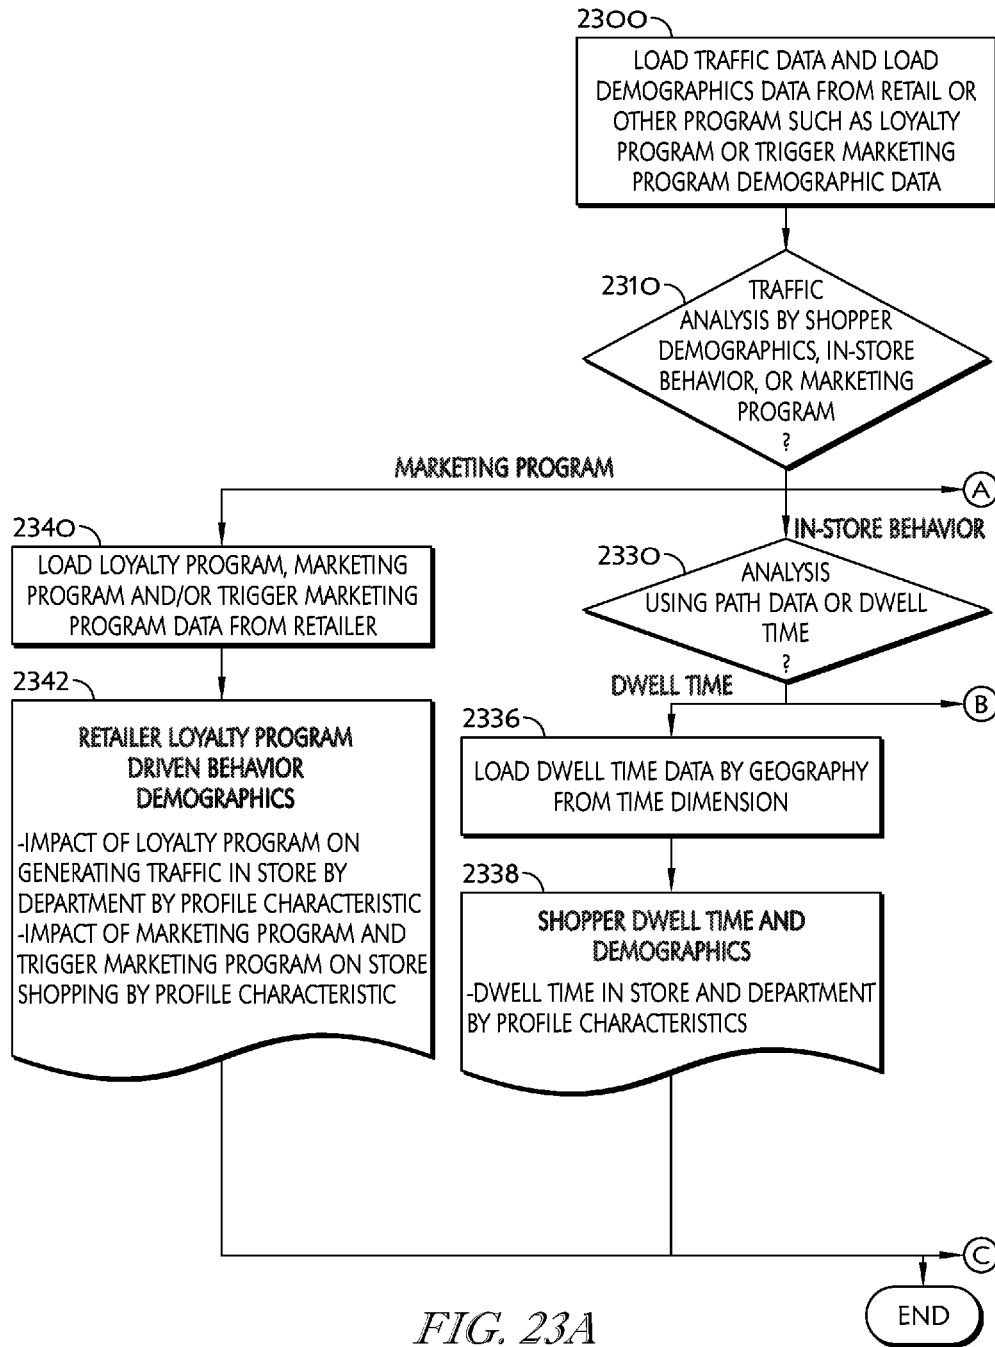 2300
LOAD TRAFFIC DATA AND LOAD
DEMOGRAPHICS DATA FROM RETAIL OR
OTHER PROGRAM SUCH AS LOYALTY
PROGRAM OR TRIGGER MARKETING
PROGRAM DEMOGRAPHIC DATA
2310
TRAFFIC
ANALYSIS BY SHOPPER
DEMOGRAPHICS, IN-STORE
BEHAVIOR, OR MARKETING
PROGRAM
?
MARKETING PROGRAM
A
IN-STORE BEHAVIOR
2340
LOAD LOYALTY PROGRAM, MARKETING
PROGRAM AND/OR TRIGGER MARKETING
PROGRAM DATA FROM RETAILER
2330
ANALYSIS
USING PATH DATA OR DWELL
TIME
?
DWELL TIME
B
2342
RETAILER LOYALTY PROGRAM
DRIVEN BEHAVIOR
DEMOGRAPHICS
-IMPACT OF LOYALTY PROGRAM ON
GENERATING TRAFFIC IN STORE BY
DEPARTMENT BY PROFILE CHARACTERISTIC
-IMPACT OF MARKETING PROGRAM AND
TRIGGER MARKETING PROGRAM ON STORE
SHOPPING BY PROFILE CHARACTERISTIC
2336
LOAD DWELL TIME DATA BY GEOGRAPHY
FROM TIME DIMENSION
2338
SHOPPER DWELL TIME AND
DEMOGRAPHICS
-DWELL TIME IN STORE AND DEPARTMENT
BY PROFILE CHARACTERISTICS
C
END
FIG. 23A